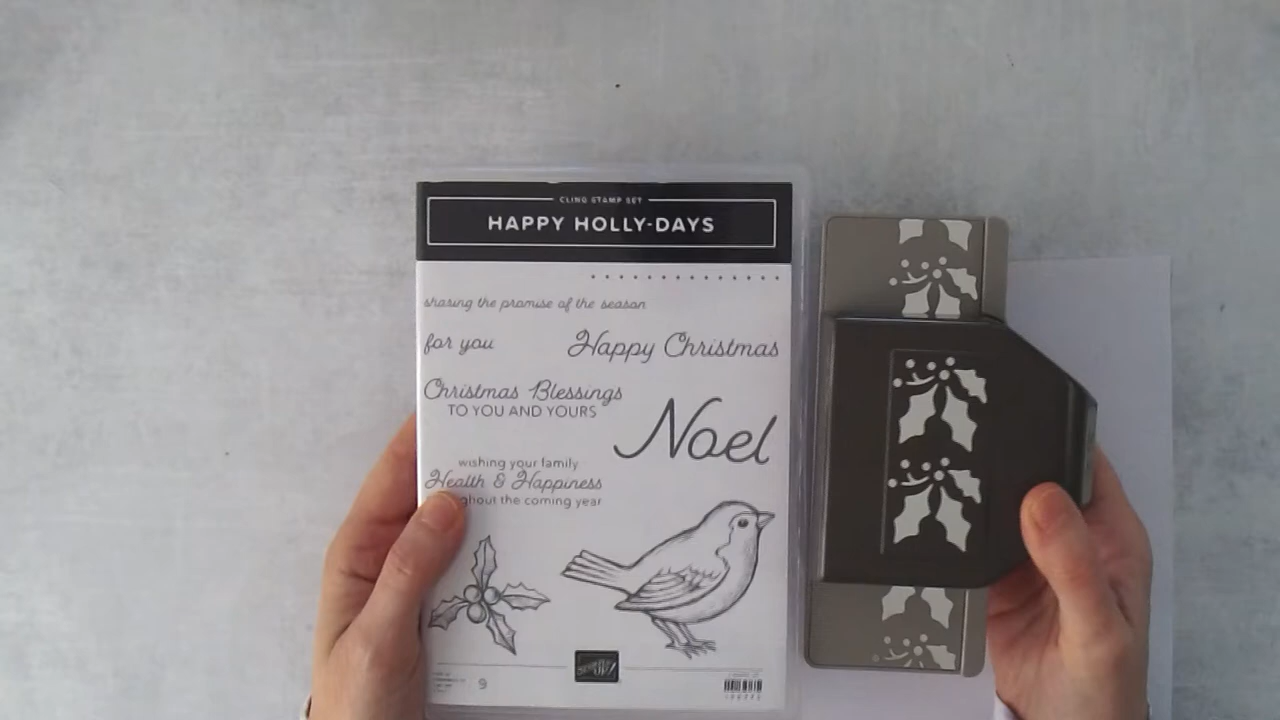 CLING STAMP SET
HAPPY HOLLY-DAYS
sharing the promise of the season
for you
Happy Christmas
Christmas Blessings
TO YOU AND YOURS
Noel
wishing your family
Health & Happiness
ghout the coming year
9